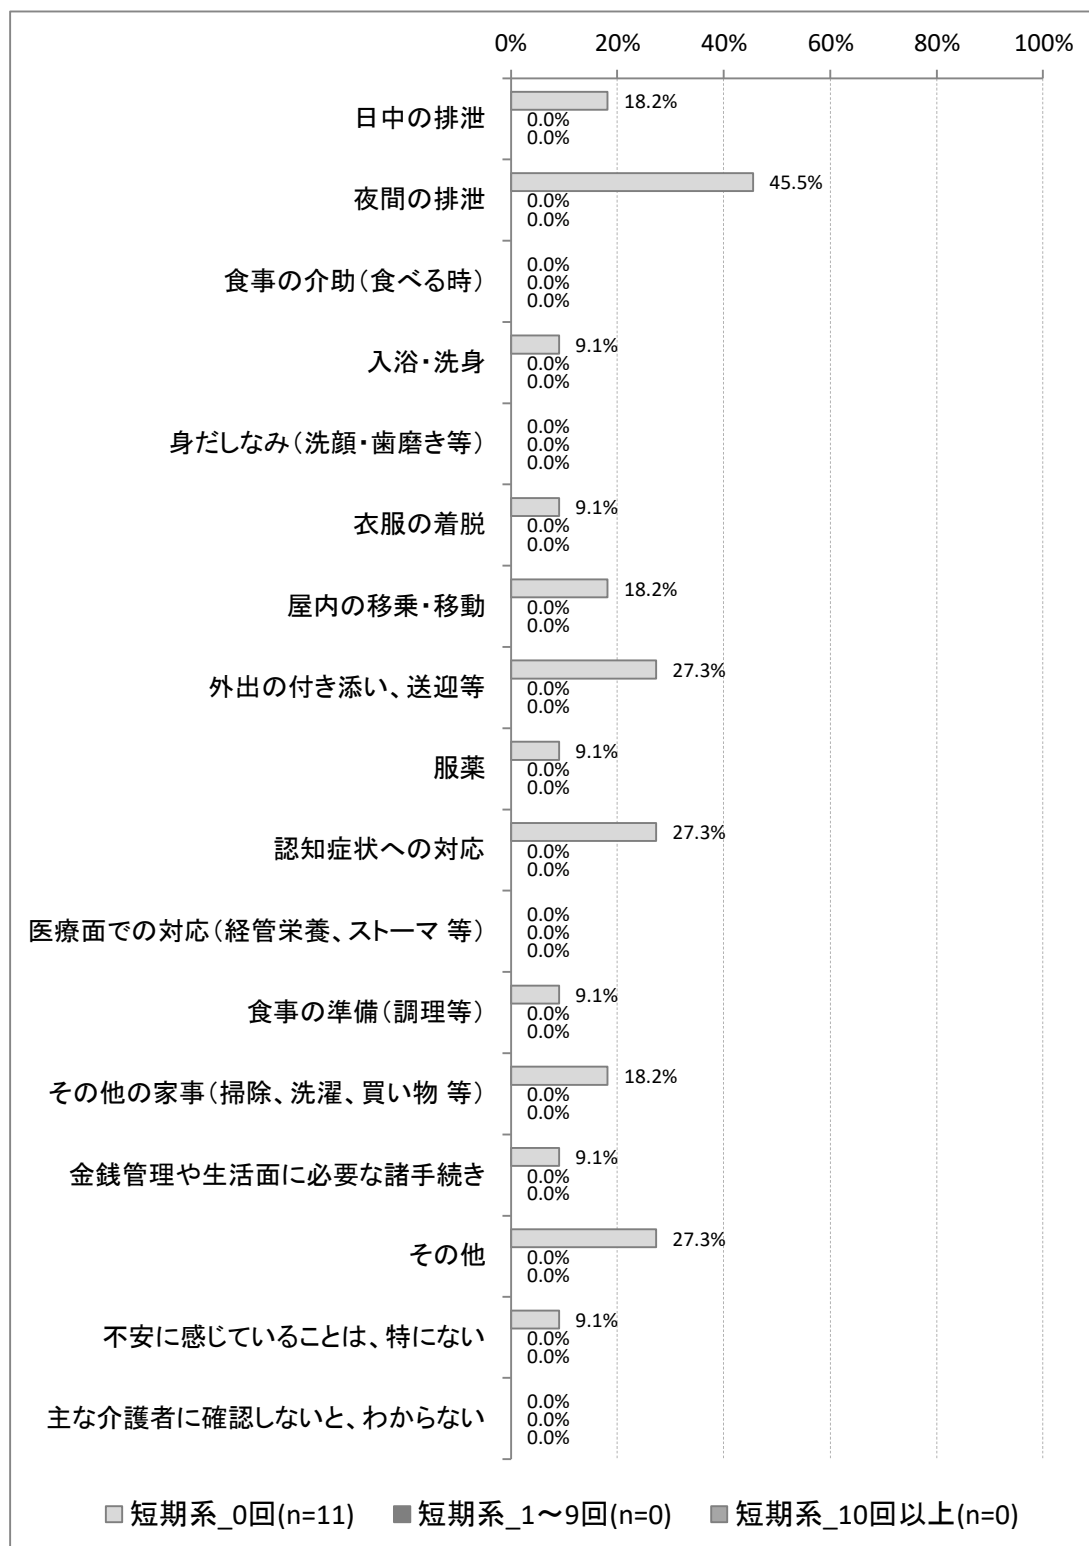 0% 20% 40% 60% 80% 100%
日中の排泄
18.2%
0.0%
0.0%
夜間の排泄
45.5%
0.0%
0.0%
食事の介助(食べる時)
0.0%
0.0%
0.0%
入浴・洗身
9.1%
0.0%
0.0%
身だしなみ(洗顔・歯磨き等)
0.0%
0.0%
0.0%
衣服の着脱
9.1%
0.0%
0.0%
屋内の移乗・移動
18.2%
0.0%
0.0%
外出の付き添い、送迎等
27.3%
0.0%
0.0%
服薬
9.1%
0.0%
0.0%
認知症状への対応
27.3%
0.0%
0.0%
医療面での対応(経管栄養、ストーマ 等)
0.0%
0.0%
0.0%
食事の準備(調理等)
9.1%
0.0%
0.0%
その他の家事(掃除、洗濯、買い物 等)
18.2%
0.0%
0.0%
金銭管理や生活面に必要な諸手続き
9.1%
0.0%
0.0%
その他
27.3%
0.0%
0.0%
不安に感じていることは、特にない
9.1%
0.0%
0.0%
主な介護者に確認しないと、わからない
0.0%
0.0%
0.0%
短期系_0回(n=11) 短期系_1～9回(n=0) 短期系_10回以上(n=0)